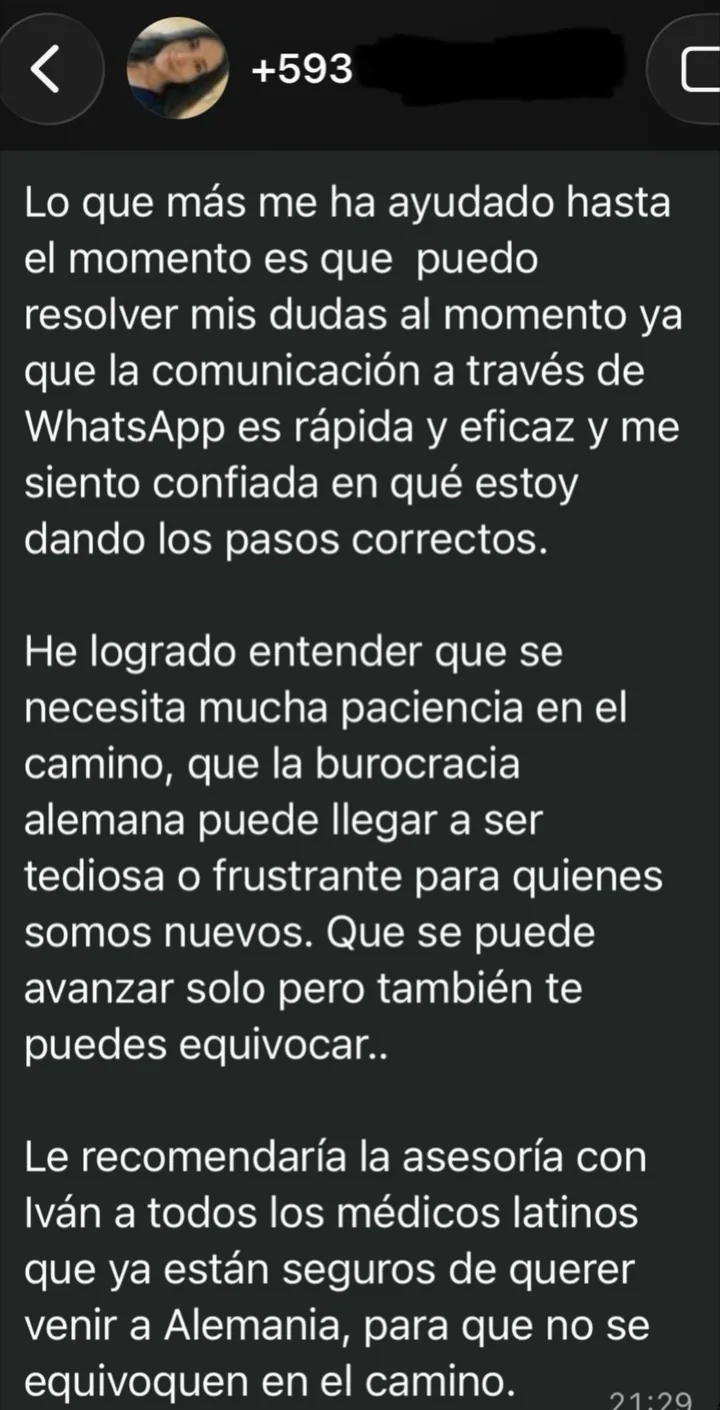 +593
Lo que más me ha ayudado hasta
el momento es que  puedo
resolver mis dudas al momento ya
que la comunicación a través de
WhatsApp es rápida y eficaz y me
siento confiada en qué estoy
dando los pasos correctos.
He logrado entender que se
necesita mucha paciencia en el
camino, que la burocracia
alemana puede llegar a ser
tediosa o frustrante para quienes
somos nuevos. Que se puede
avanzar solo pero también te
puedes equivocar..
Le recomendaría la asesoría con
Iván a todos los médicos latinos
que ya están seguros de querer
venir a Alemania, para que no se
equivoquen en el camino.
21:29